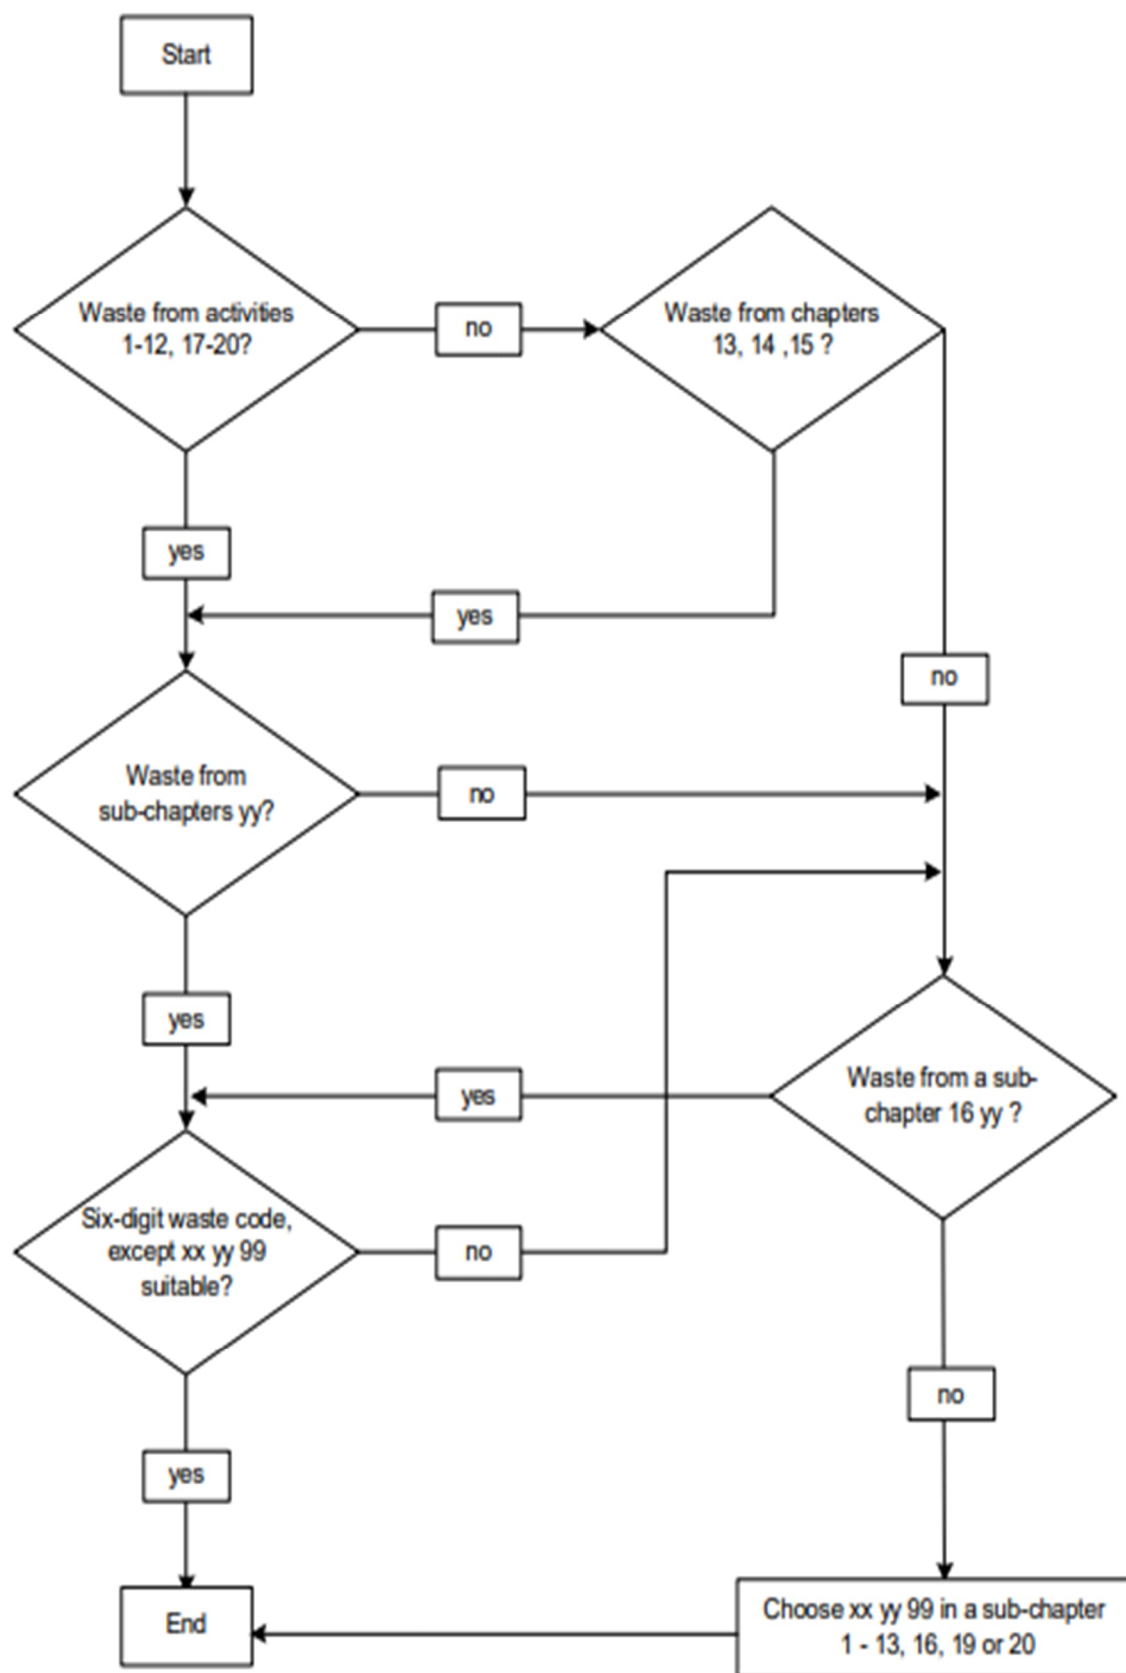 Start
Waste from activities
1-12, 17-20?
no
Waste from chapters
13, 14 ,15 ?
yes
yes
no
Waste from
sub-chapters yy?
no
yes
yes
Waste from a sub-
chapter 16 yy ?
Six-digit waste code,
except xx yy 99
suitable?
no
no
yes
End
Choose xx yy 99 in a sub-chapter
1 - 13, 16, 19 or 20